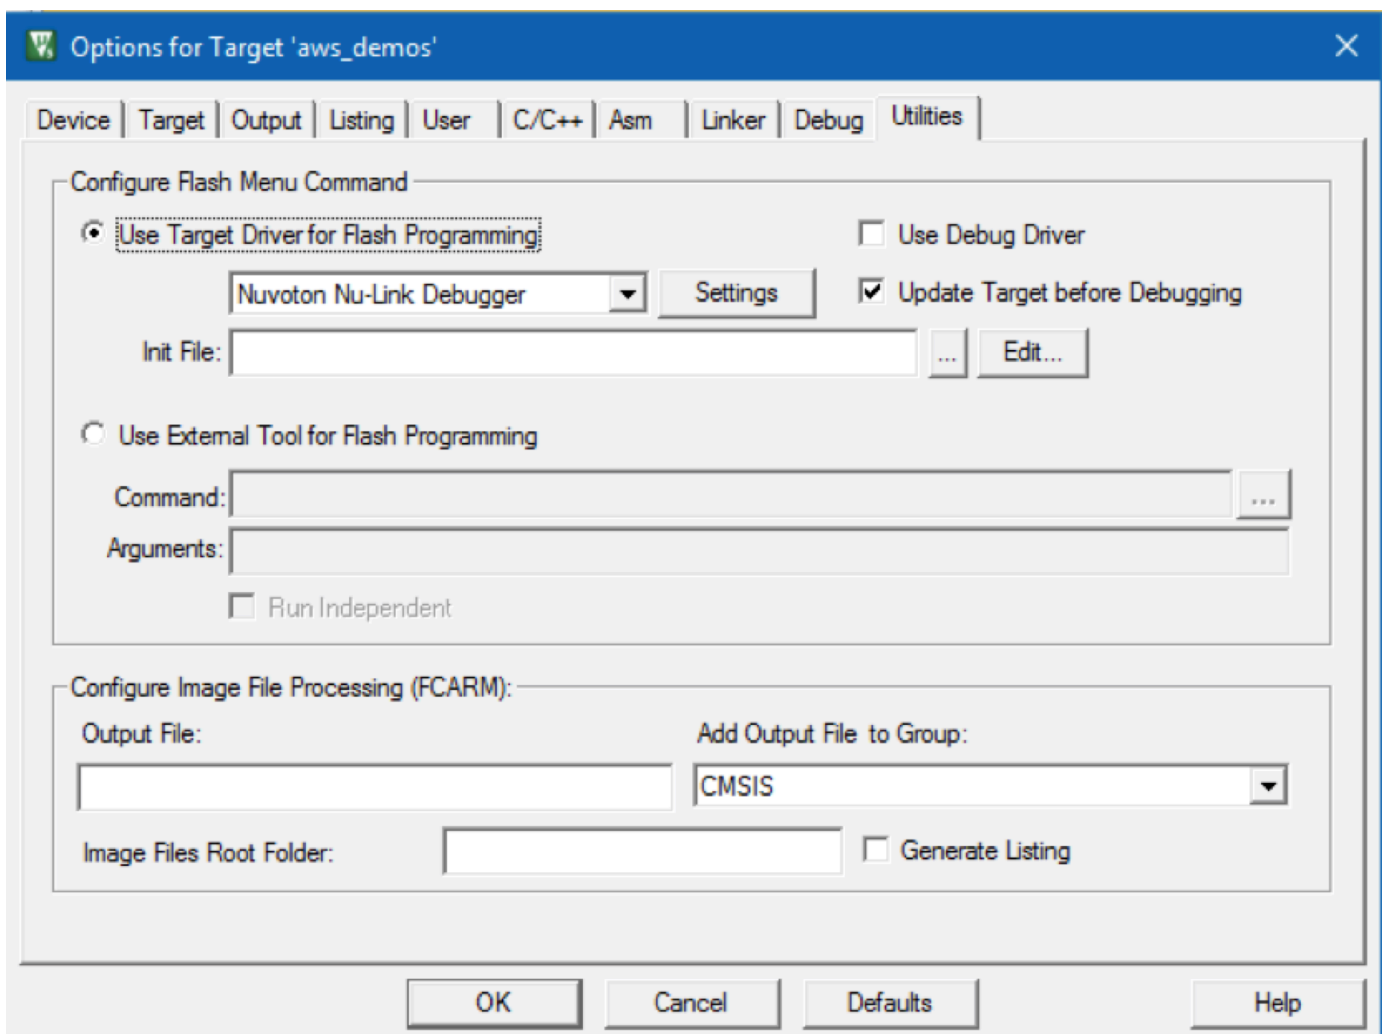 Options for Target 'aws_demos'
Device Target Output Listing User C/C++ Asm Linker Debug Utilities
Configure Flash Menu Command
Use Target Driver for Flash Programming Use Debug Driver
Nuvoton Nu-Link Debugger Settings Update Target before Debugging
Init File: ... Edit...
Use External Tool for Flash Programming
Command: ...
Arguments:
Run Independent
Configure Image File Processing (FCARM):
Output File: Add Output File to Group:
CMSIS
Image Files Root Folder: Generate Listing
OK Cancel Defaults Help